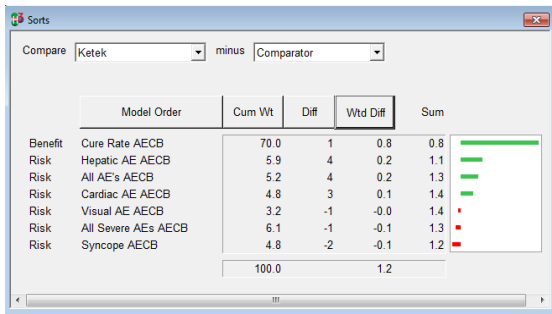 Sorts
Compare Ketek minus Comparator
Model Order Cum Wt Diff Wtd Diff Sum
Benefit Cure Rate AECB 70.0 1 0.8 0.8
Risk Hepatic AE AECB 5.9 4 0.2 1.1
Risk All AE's AECB 5.2 4 0.2 1.3
Risk Cardiac AE AECB 4.8 3 0.1 1.4
Risk Visual AE AECB 3.2 -1 -0.0 1.4
Risk All Severe AEs AECB 6.1 -1 -0.1 1.3
Risk Syncope AECB 4.8 -2 -0.1 1.2
100.0 1.2